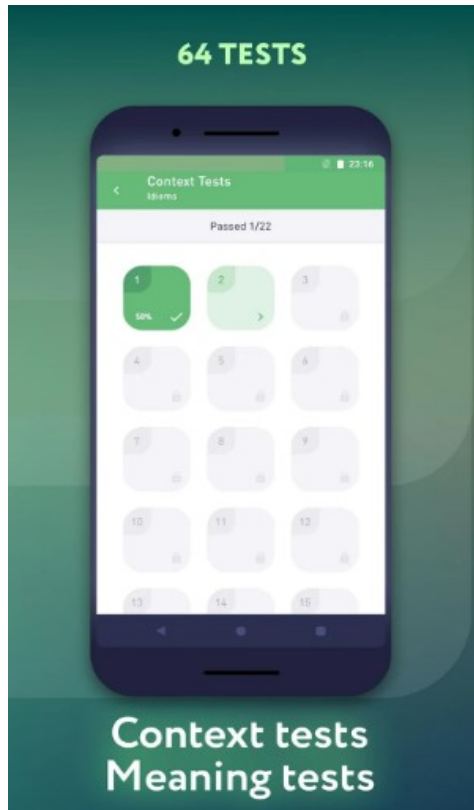 64 TESTS
23:16
Context Tests
Idioms
Passed 1/22
1
2
3
50%
4
5
6
7
8
9
10
11
12
13
14
15
Context tests
Meaning tests